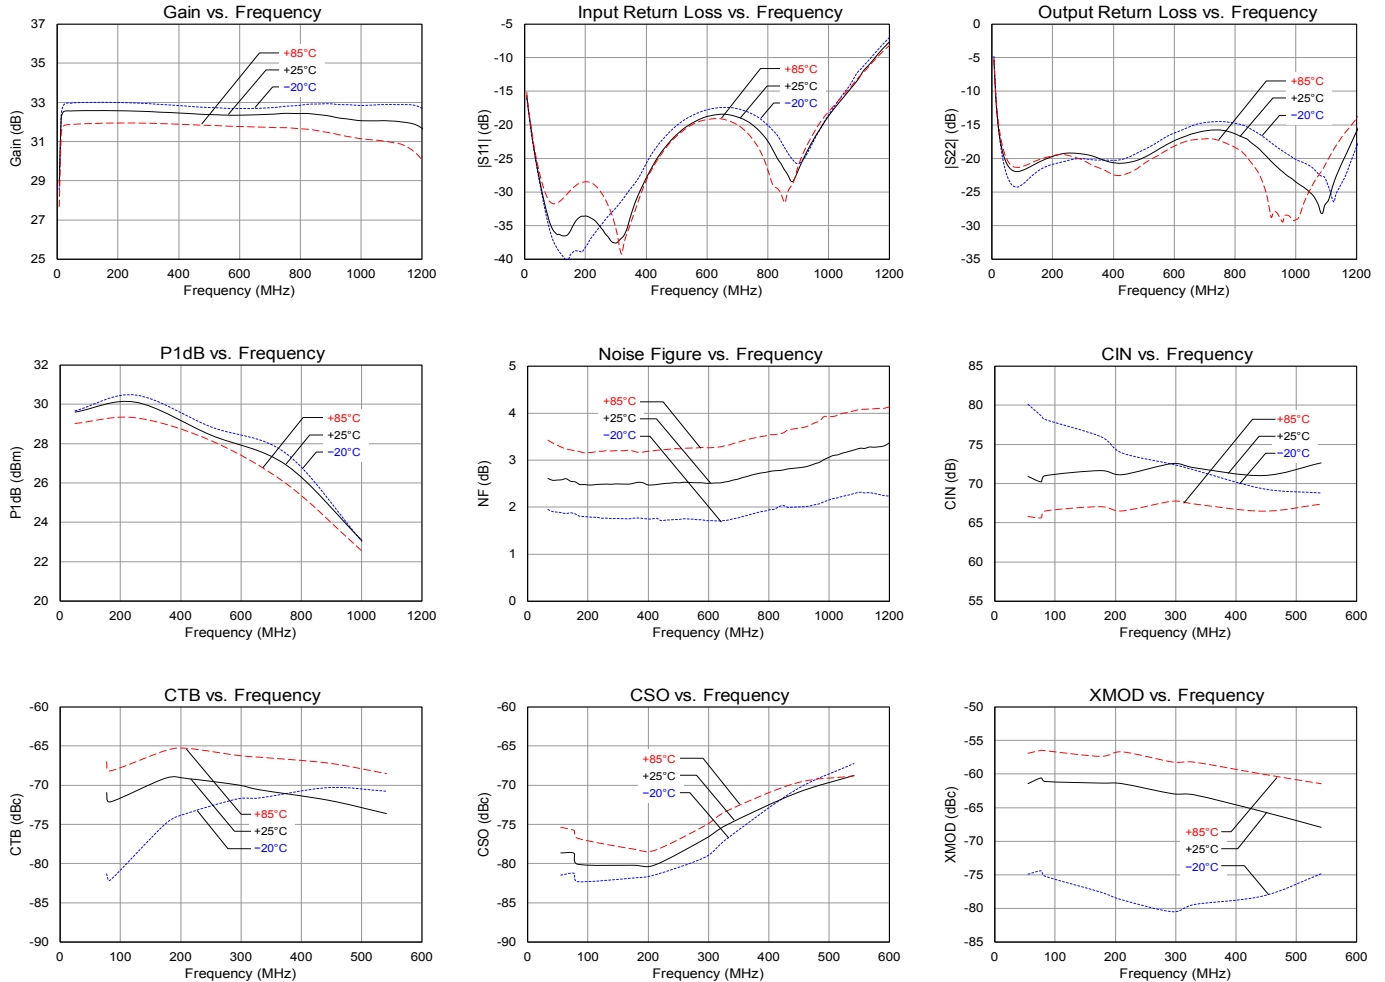 Gain vs. Frequency
37
35
33
31
29
27
25
Gain (dB)
+85°C
+25°C
−20°C
0
200
400
600
800
1000
1200
Frequency (MHz)
Input Return Loss vs. Frequency
-5
-10
-15
-20
-25
-30
-35
-40
|S11| (dB)
+85°C
+25°C
−20°C
0
200
400
600
800
1000
1200
Frequency (MHz)
Output Return Loss vs. Frequency
0
-5
-10
-15
-20
-25
-30
-35
|S22| (dB)
+85°C
+25°C
−20°C
0
200
400
600
800
1000
1200
Frequency (MHz)
P1dB vs. Frequency
32
30
28
26
24
22
20
P1dB (dBm)
+85°C
+25°C
−20°C
0
200
400
600
800
1000
1200
Frequency (MHz)
Noise Figure vs. Frequency
5
4
3
2
1
0
NF (dB)
+85°C
+25°C
−20°C
0
200
400
600
800
1000
1200
Frequency (MHz)
CIN vs. Frequency
85
80
75
70
65
60
55
CIN (dB)
+85°C
+25°C
−20°C
0
100
200
300
400
500
600
Frequency (MHz)
CTB vs. Frequency
-60
-65
-70
-75
-80
-85
-90
CTB (dBc)
+85°C
+25°C
−20°C
0
100
200
300
400
500
600
Frequency (MHz)
CSO vs. Frequency
-60
-65
-70
-75
-80
-85
-90
CSO (dBc)
+85°C
+25°C
−20°C
0
100
200
300
400
500
600
Frequency (MHz)
XMOD vs. Frequency
-50
-55
-60
-65
-70
-75
-80
-85
XMOD (dBc)
+85°C
+25°C
−20°C
0
100
200
300
400
500
600
Frequency (MHz)